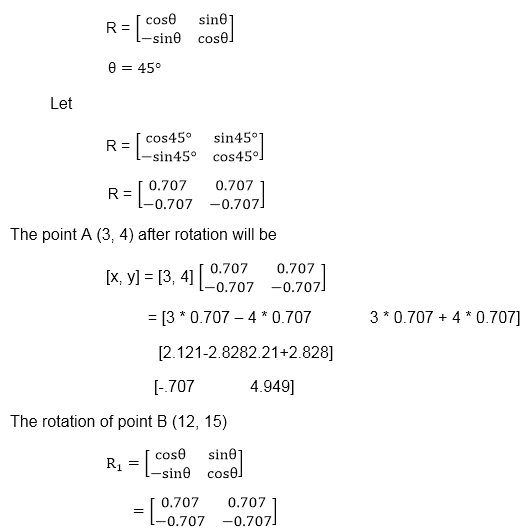 R = [cosθ sinθ
−sinθ cosθ]
θ = 45°
Let
R = [cos45° sin45°
−sin45° cos45°]
R = [0.707 0.707
−0.707 −0.707]
The point A (3, 4) after rotation will be
[x, y] = [3, 4] [0.707 0.707
−0.707 −0.707]
= [3 * 0.707 – 4 * 0.707 3 * 0.707 + 4 * 0.707]
[2.121-2.8282.21+2.828]
[-.707 4.949]
The rotation of point B (12, 15)
R₁ = [cosθ sinθ
−sinθ cosθ]
= [0.707 0.707
−0.707 −0.707]